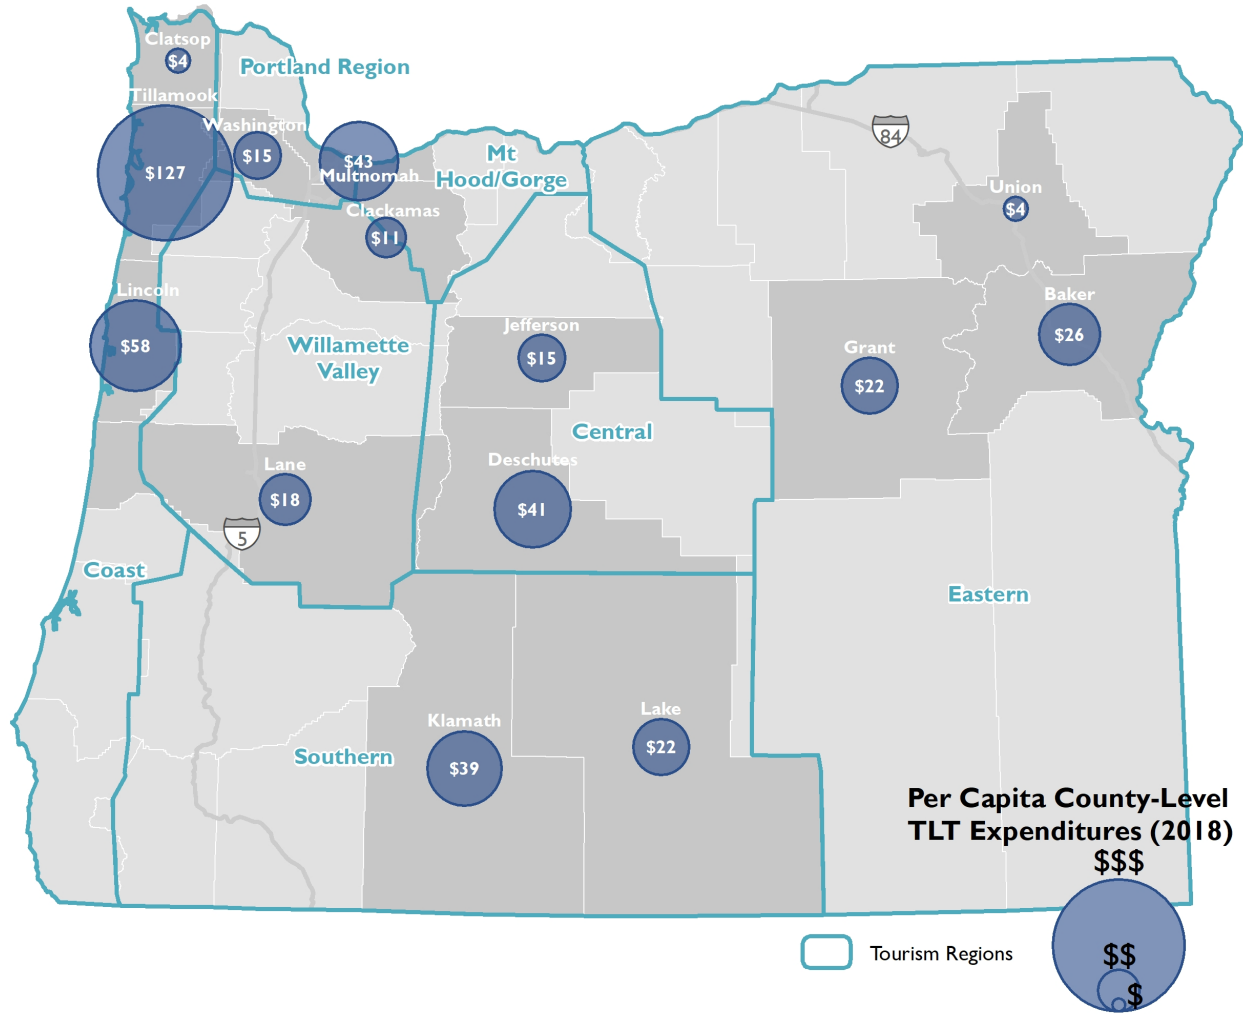 Clatsop
$4
Portland Region
Tillamook
$127
Washington
$15
$43
Multnomah
Mt
Hood/Gorge
84
Union
$4
Clackamas
$11
Lincoln
$58
Baker
$26
Jefferson
$15
Willamette
Valley
Grant
$22
Central
Deschutes
$41
Lane
$18
5
Coast
Eastern
Klamath
$39
Lake
$22
Southern
Per Capita County-Level
TLT Expenditures (2018)
$$$
$$
$
Tourism Regions